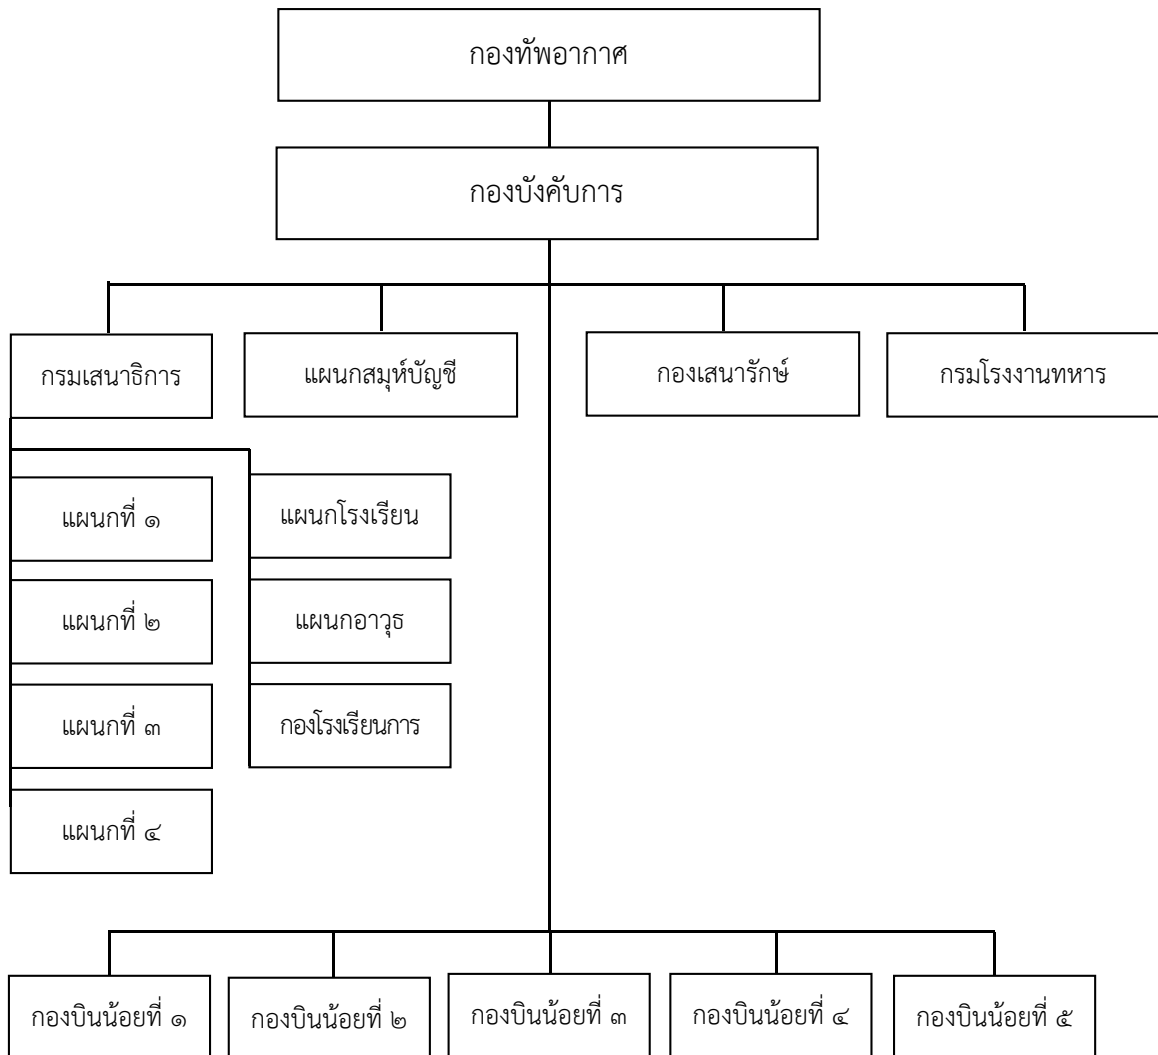 กองทัพอากาศ
กองบังคับการ
กรมเสนาธิการ
แผนกสมุห์บัญชี
กองเสนารักษ์
กรมโรงงานทหาร
แผนกที่ ๑
แผนกโรงเรียน
แผนกที่ ๒
แผนกอาวุธ
แผนกที่ ๓
กองโรงเรียนการ
แผนกที่ ๔
กองบินน้อยที่ ๑
กองบินน้อยที่ ๒
กองบินน้อยที่ ๓
กองบินน้อยที่ ๔
กองบินน้อยที่ ๕